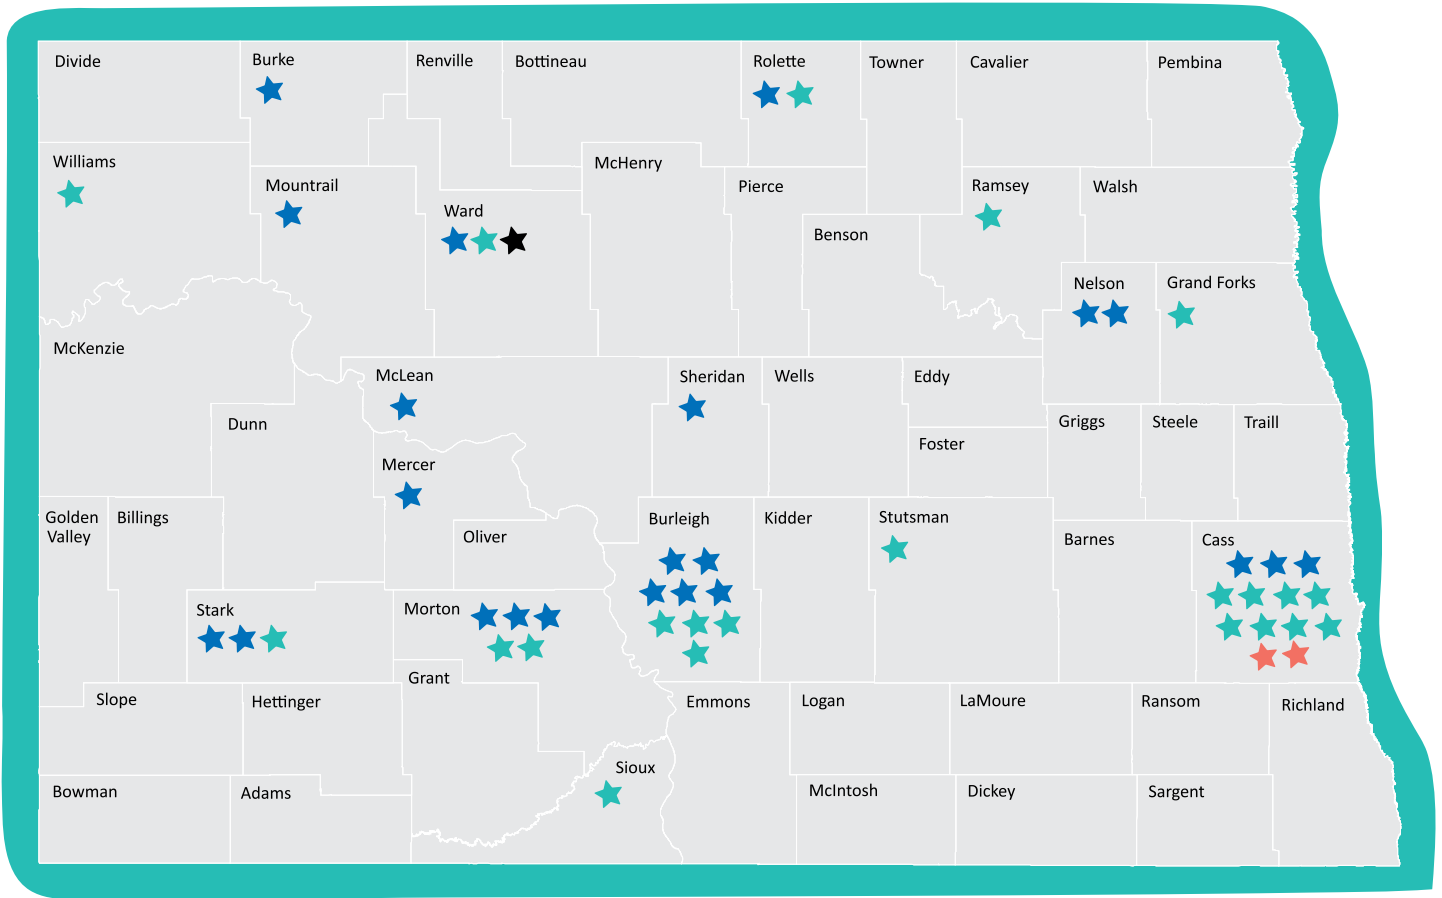 Divide
Burke
Renville
Bottineau
Rolette
Towner
Cavalier
Pembina
Williams
Mountrail
Ward
McHenry
Pierce
Benson
Ramsey
Walsh
Nelson
Grand Forks
McKenzie
McLean
Sheridan
Wells
Eddy
Dunn
Foster
Griggs
Steele
Traill
Mercer
Golden
Valley
Billings
Oliver
Burleigh
Kidder
Stutsman
Barnes
Cass
Stark
Morton
Grant
Slope
Hettinger
Emmons
Logan
LaMoure
Ransom
Richland
Sioux
Bowman
Adams
McIntosh
Dickey
Sargent